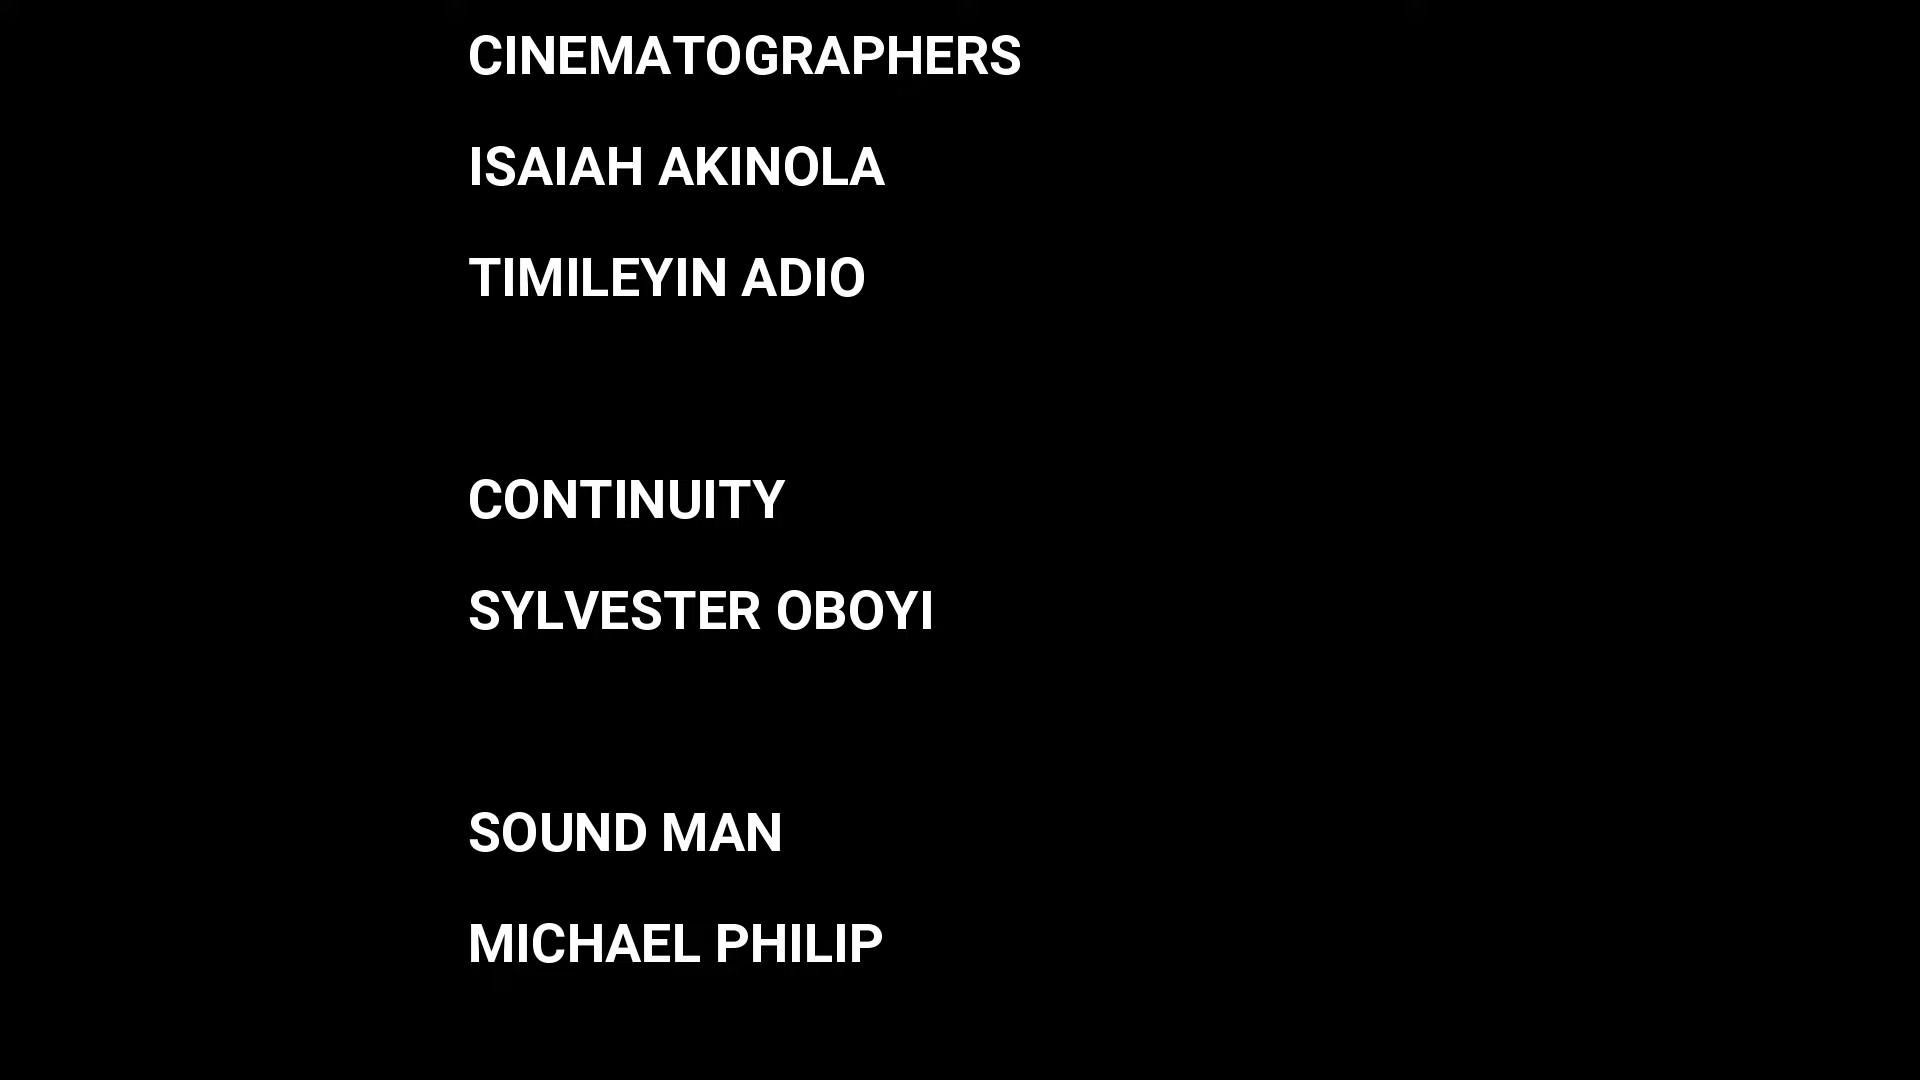 CINEMATOGRAPHERS
ISAIAH AKINOLA
TIMILEYIN ADIO
CONTINUITY
SYLVESTER OBOYI
SOUND MAN
MICHAEL PHILIP